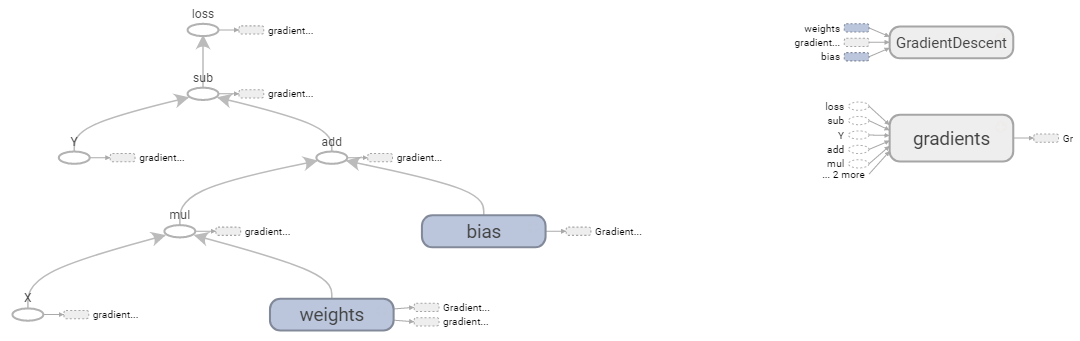 loss
gradient...
sub
gradient...
Y
gradient...
add
gradient...
mul
gradient...
bias
Gradient...
X
gradient...
weights
Gradient...
gradient...
weights
gradient...
bias
GradientDescent
loss
sub
Y
add
mul
... 2 more
gradients
Gr